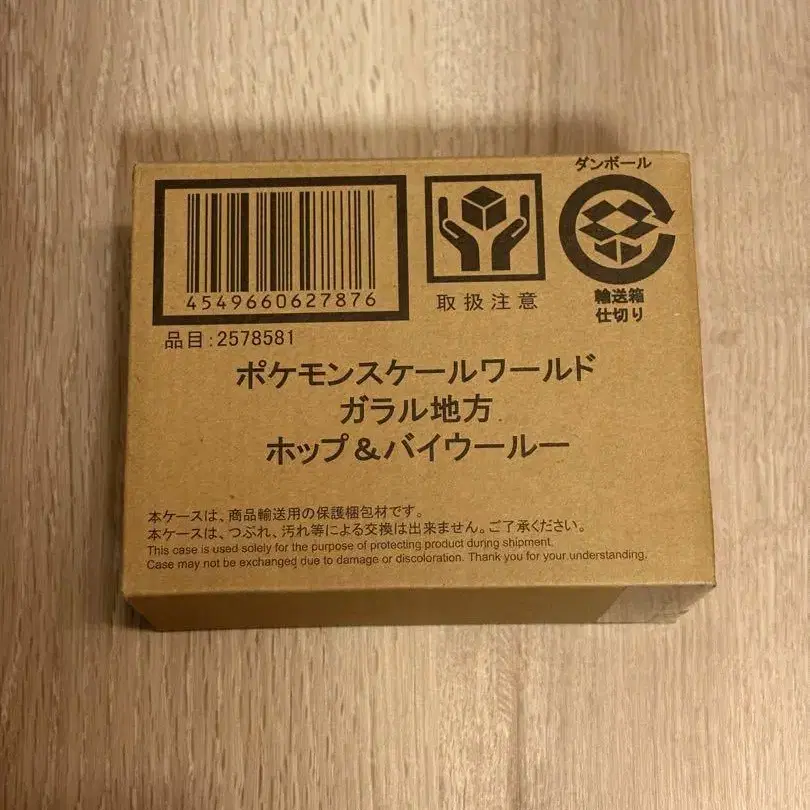 ダンボール
4549660627876
取扱注意
輸送箱
仕切り
品目:2578581
ポケモンスケールワールド
ガラル地方
ホップ&バイウールー
本ケースは、商品輸送用の保護梱包材です。
本ケースは、つぶれ、汚れ等による交換は出来ません。ご了承ください。
This case is used solely for the purpose of protecting product during shipment.
Case may not be exchanged due to damage or discoloration. Thank you for your understanding.